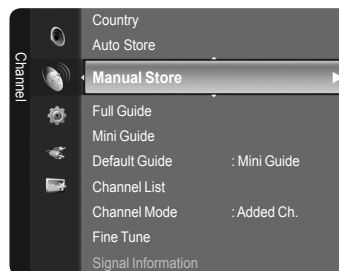 Channel
Country
Auto Store
Manual Store
Full Guide
Mini Guide
Default Guide : Mini Guide
Channel List
Channel Mode : Added Ch.
Fine Tune
Signal Information